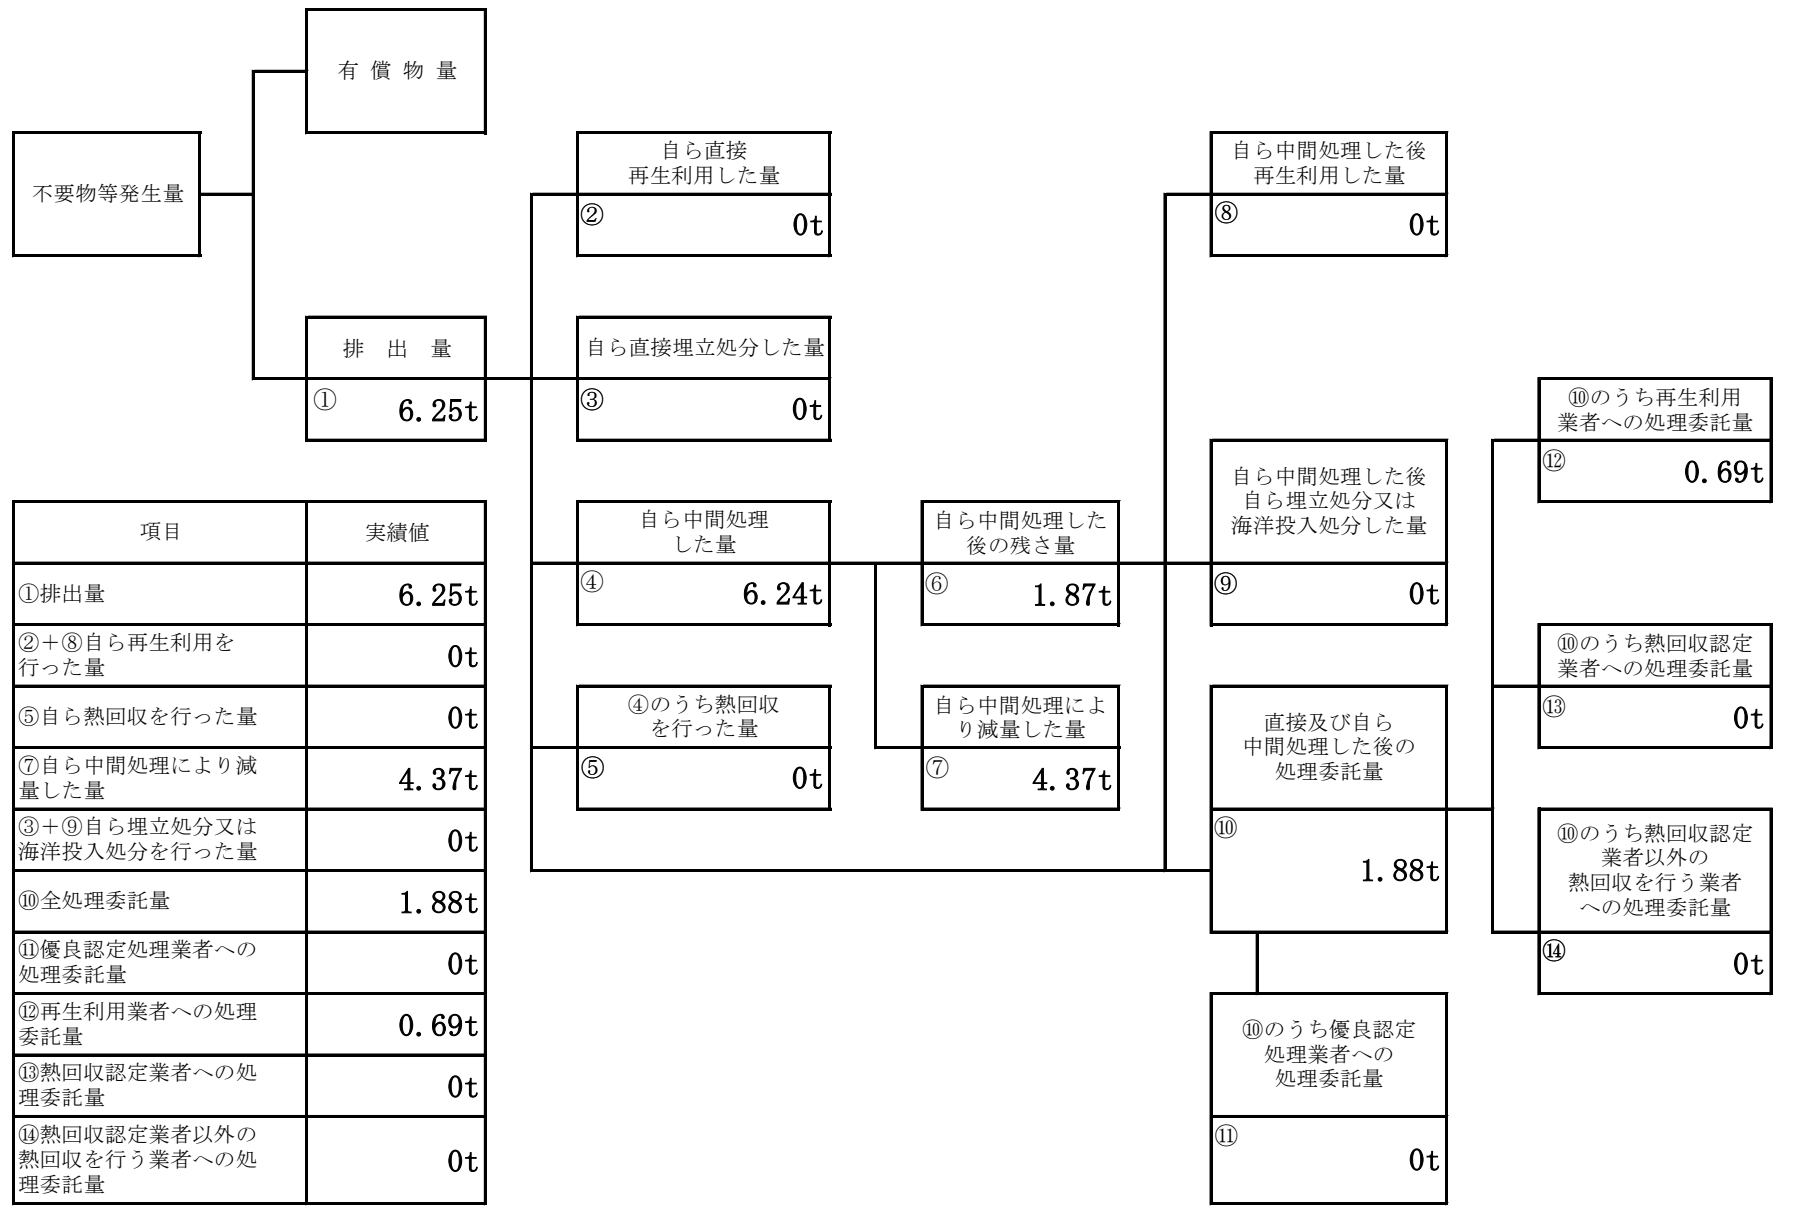 有償物量
不要物等発生量
自ら直接
再生利用した量
②
0t
自ら中間処理した後
再生利用した量
⑧
0t
排出量
①
6.25t
自ら直接埋立処分した量
③
0t
⑩のうち再生利用
業者への処理委託量
⑫
0.69t
自ら中間処理
した量
④
6.24t
自ら中間処理した
後の残さ量
⑥
1.87t
自ら中間処理した後
自ら埋立処分又は
海洋投入処分した量
⑨
0t
⑩のうち熱回収認定
業者への処理委託量
⑬
0t
④のうち熱回収
を行った量
⑤
0t
自ら中間処理によ
り減量した量
⑦
4.37t
直接及び自ら
中間処理した後の
処理委託量
⑩
1.88t
⑩のうち熱回収認定
業者以外の
熱回収を行う業者
への処理委託量
⑭
0t
⑩のうち優良認定
処理業者への
処理委託量
⑪
0t
項目
実績値
①排出量
6.25t
②＋⑧自ら再生利用を
行った量
0t
⑤自ら熱回収を行った量
0t
⑦自ら中間処理により減
量した量
4.37t
③＋⑨自ら埋立処分又は
海洋投入処分を行った量
0t
⑩全処理委託量
1.88t
⑪優良認定処理業者への
処理委託量
0t
⑫再生利用業者への処理
委託量
0.69t
⑬熱回収認定業者への処
理委託量
0t
⑭熱回収認定業者以外の
熱回収を行う業者への処
理委託量
0t